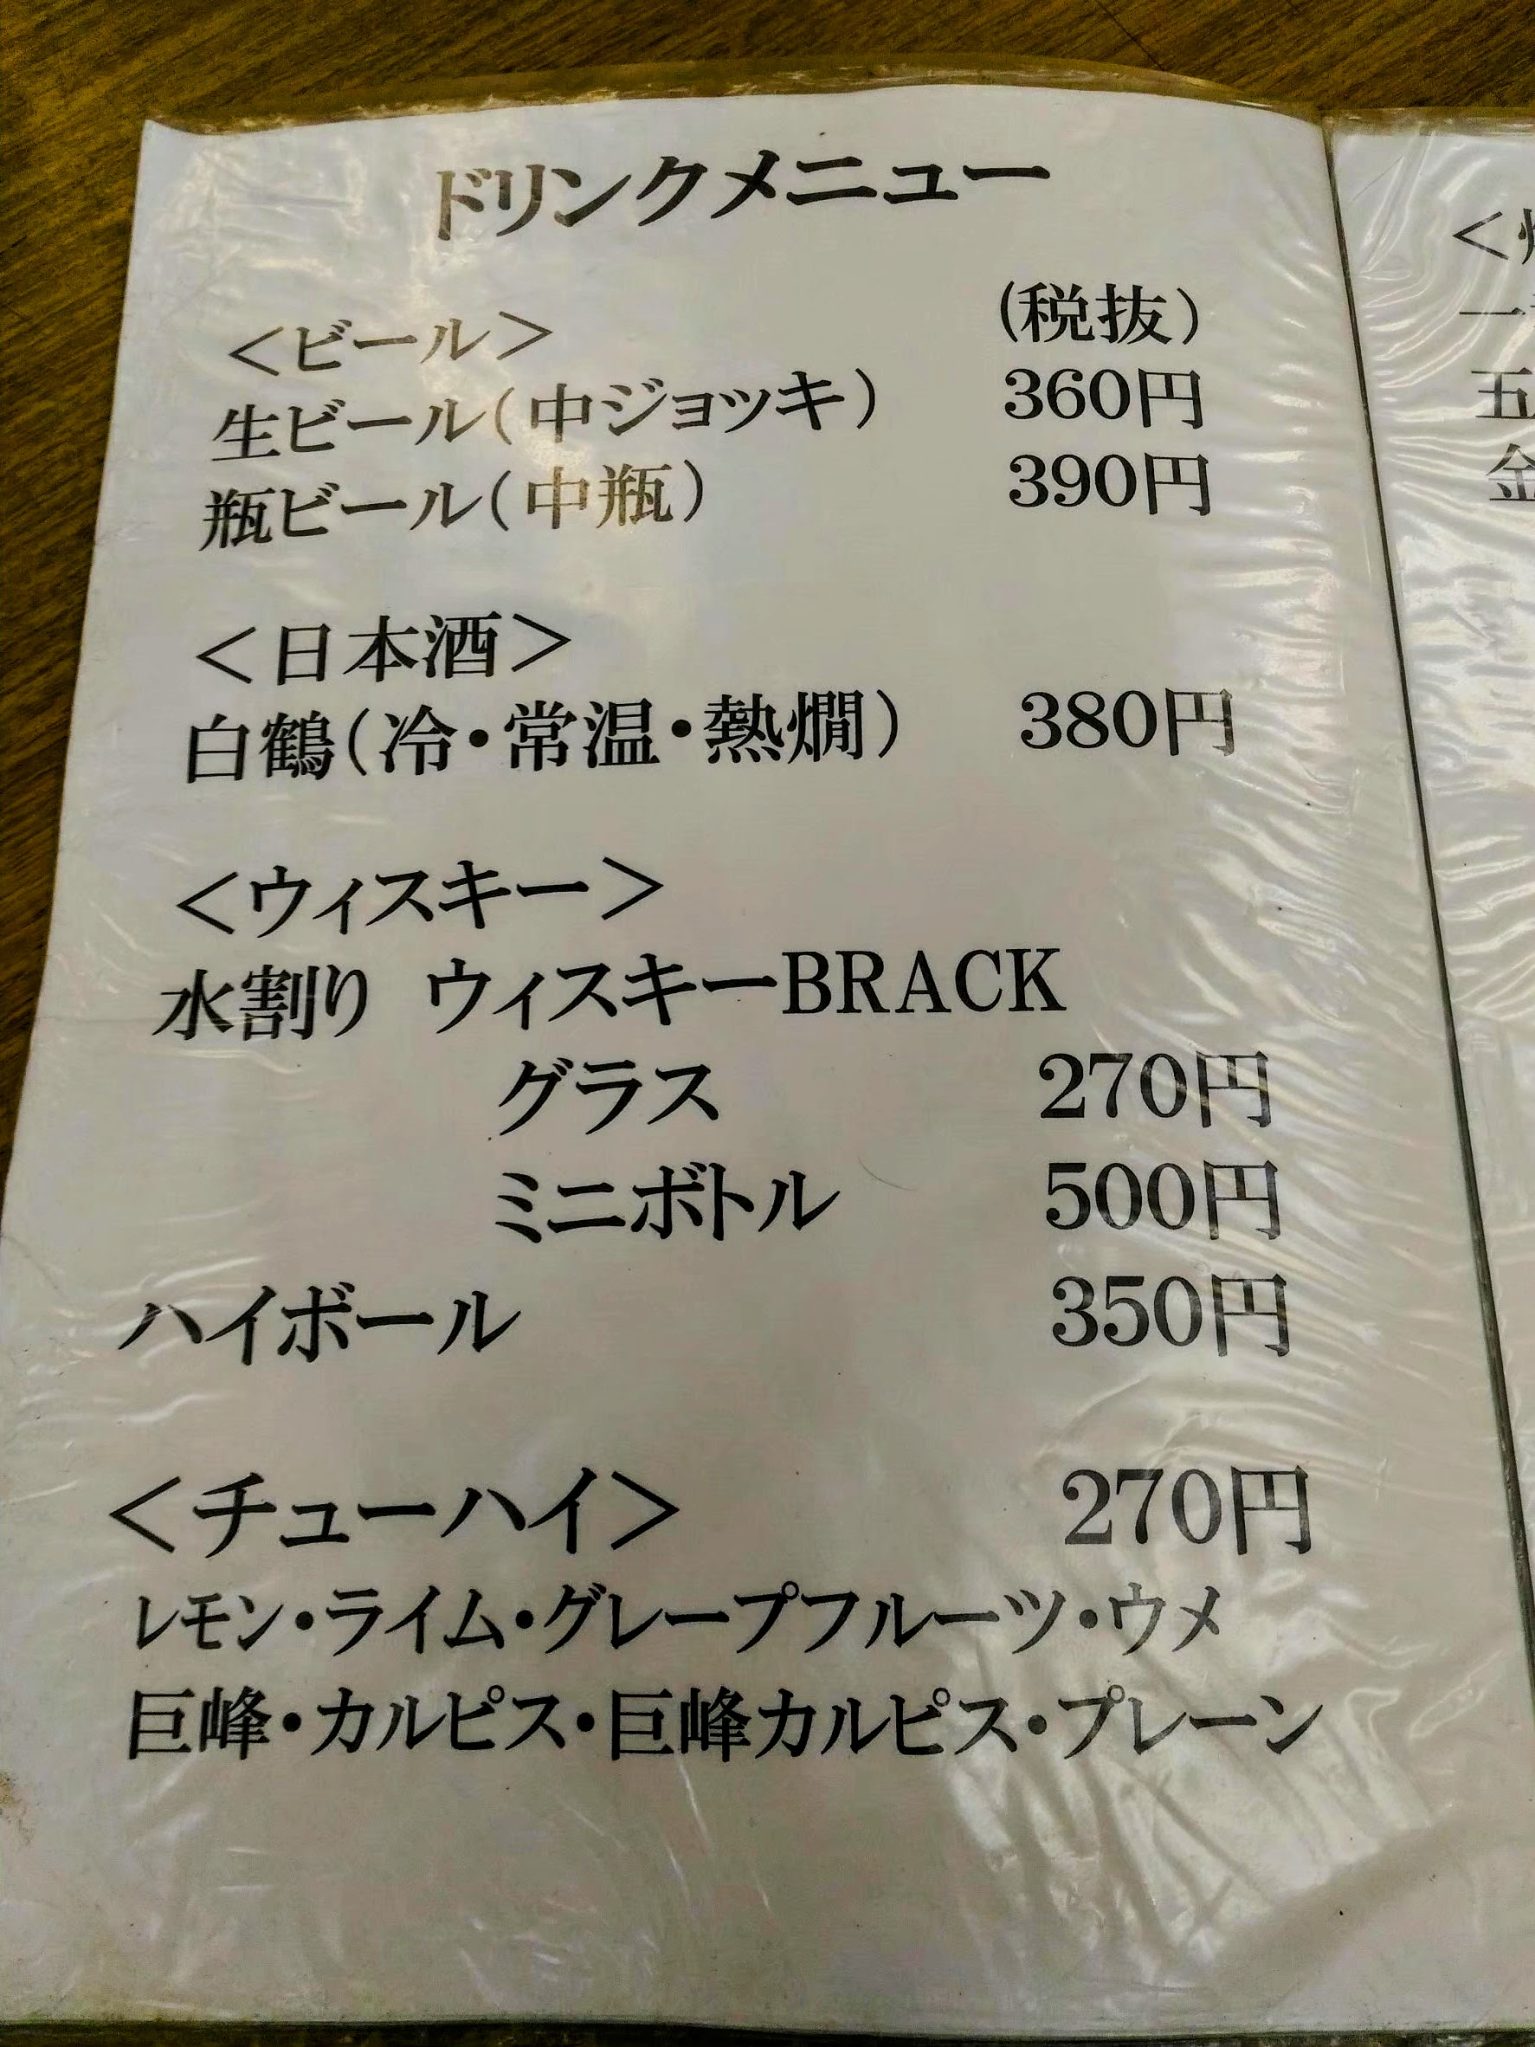 ドリンクメニュー
(税抜)
<ビール>
生ビール(中ジョッキ) 360円
瓶ビール(中瓶) 390円
<日本酒>
白鶴(冷・常温・熱燗) 380円
<ウィスキー>
水割り ウィスキーBRACK
グラス 270円
ミニボトル 500円
ハイボール 350円
<チューハイ> 270円
レモン・ライム・グレープフルーツ・ウメ
巨峰・カルピス・巨峰カルピス・プレーン
<
一
五
金